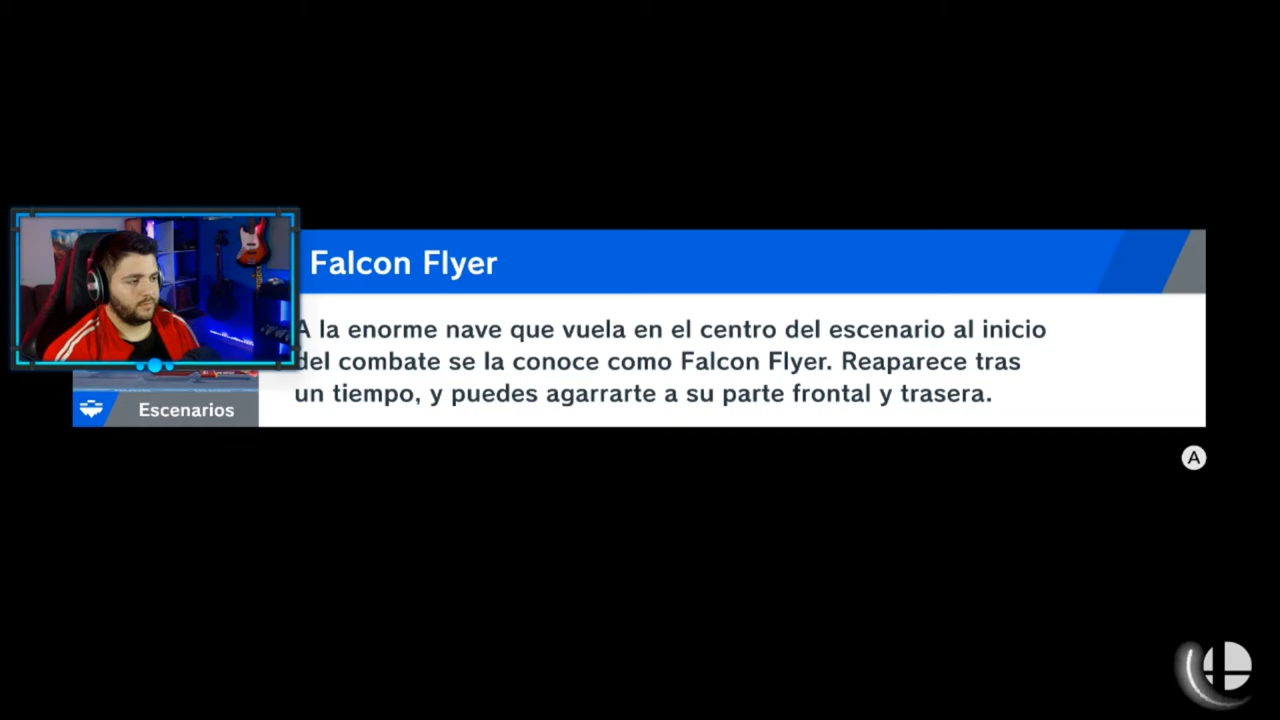 Falcon Flyer
A la enorme nave que vuela en el centro del escenario al inicio
del combate se la conoce como Falcon Flyer. Reaparece tras
un tiempo, y puedes agarrarte a su parte frontal y trasera.
Escenarios
A